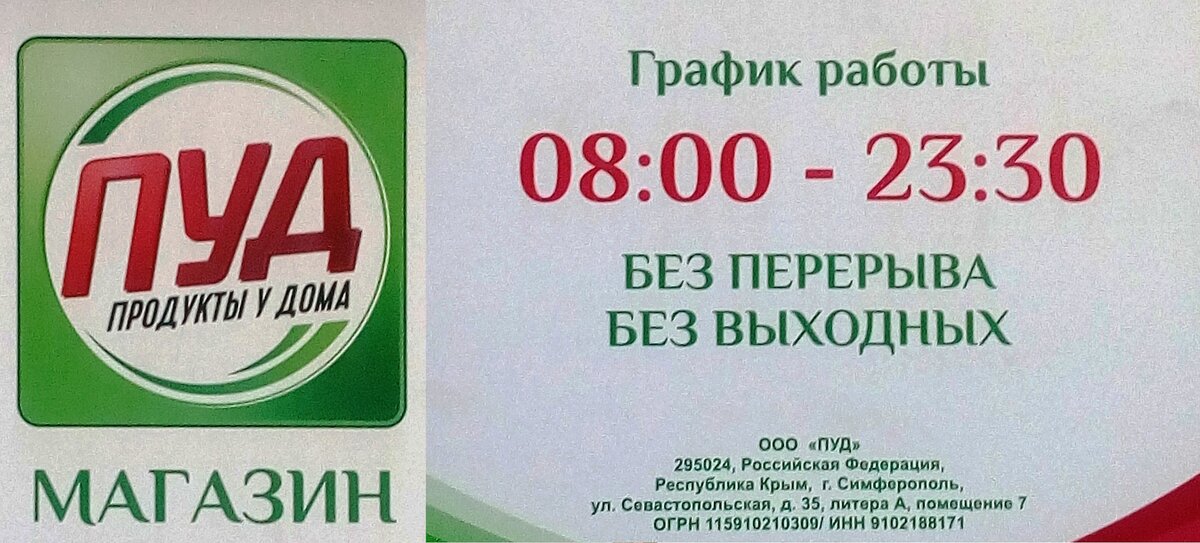 ПУД
ПРОДУКТЫ У ДОМА
МАГАЗИН
График работы
08:00 - 23:30
БЕЗ ПЕРЕРЫВА
БЕЗ ВЫХОДНЫХ
ООО «ПУД»
295024, Российская Федерация,
Республика Крым, г. Симферополь,
ул. Севастопольская, д. 35, литера А, помещение 7
ОГРН 115910210309/ ИНН 9102188171